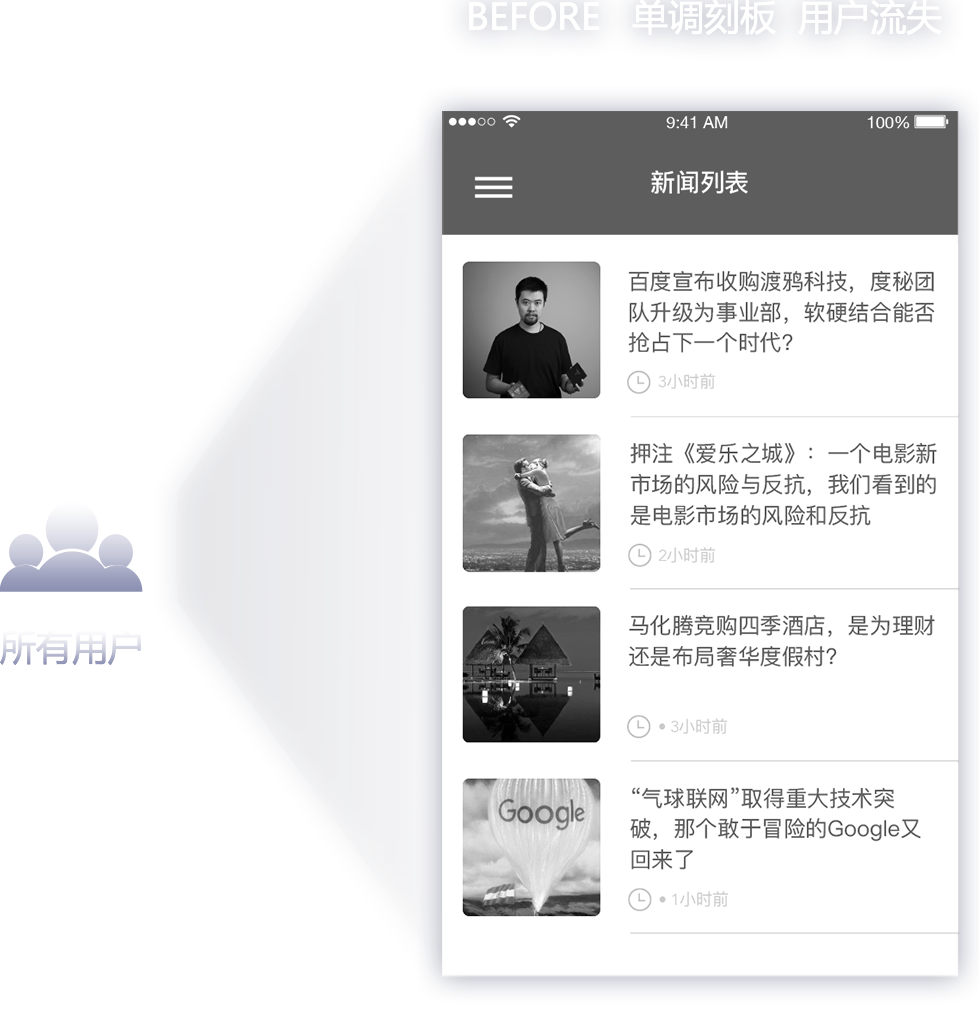 BEFORE 单调刻板 用户流失
9:41 AM
100%
新闻列表
百度宣布收购渡鸦科技，度秘团
队升级为事业部，软硬结合能否
抢占下一个时代？
3小时前
押注《爱乐之城》：一个电影新
市场的风险与反抗，我们看到的
是电影市场的风险和反抗
2小时前
马化腾竞购四季酒店，是为理财
还是布局奢华度假村？
• 3小时前
Google
“气球联网”取得重大技术突
破，那个敢于冒险的Google又
回来了
• 1小时前
所有用户